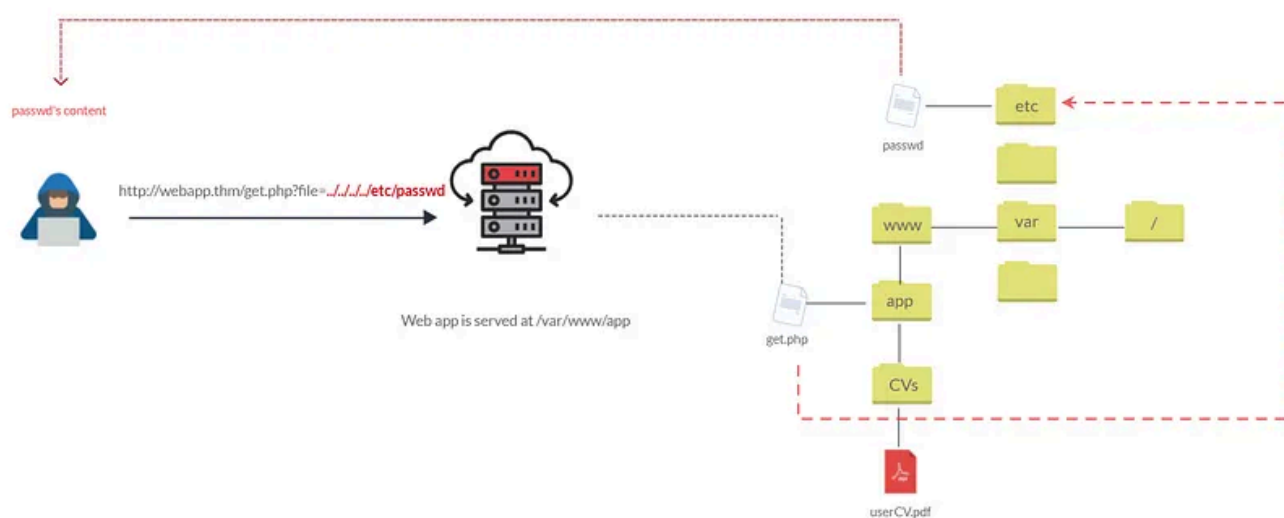 passwd's content
http://webapp.thm/get.php?file=../../../../etc/passwd
Web app is served at /var/www/app
passwd
etc
www
var
/
get.php
app
CVs
userCV.pdf